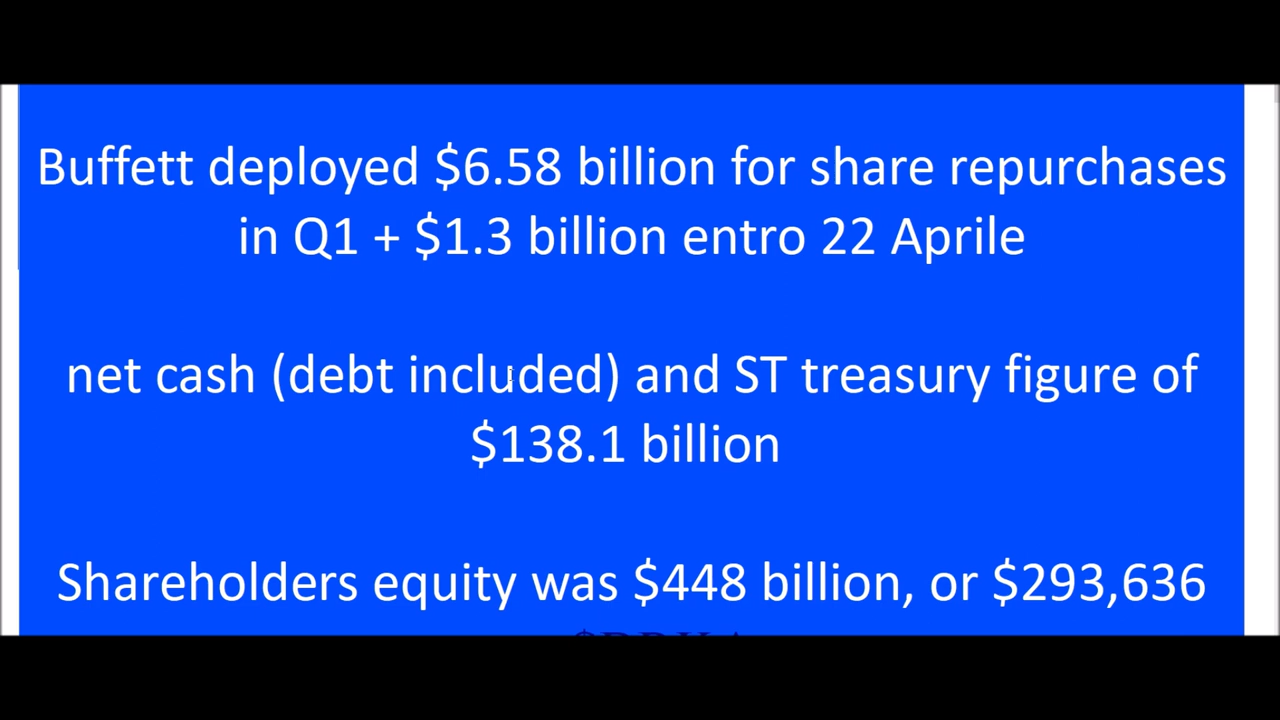 Buffett deployed $6.58 billion for share repurchases
in Q1 + $1.3 billion entro 22 Aprile
net cash (debt included) and ST treasury figure of
$138.1 billion
Shareholders equity was $448 billion, or $293,636